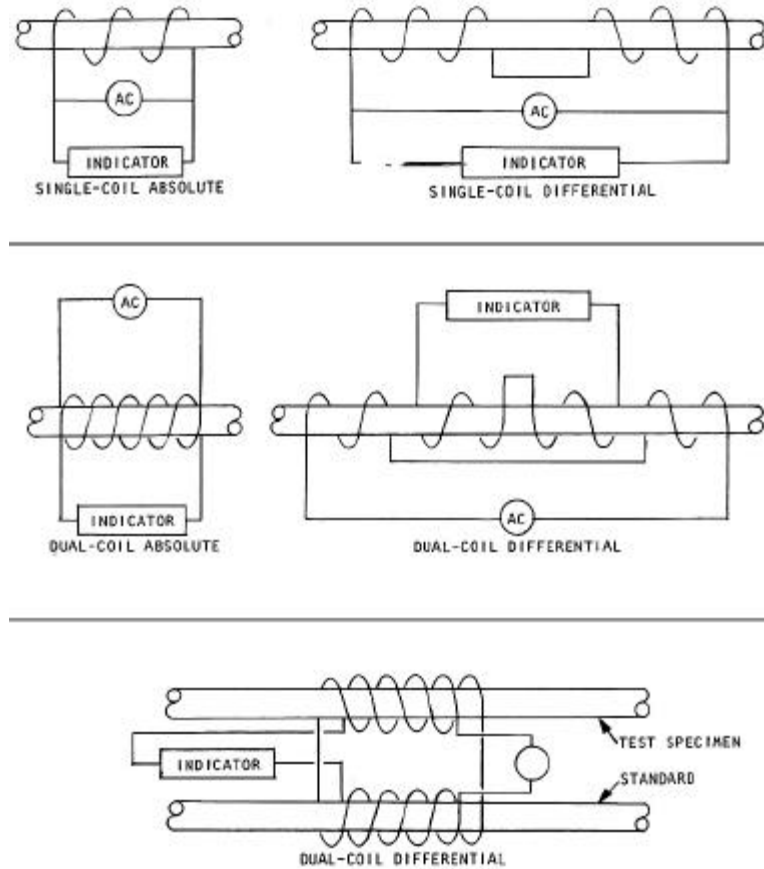 AC
AC
INDICATOR
INDICATOR
SINGLE-COIL ABSOLUTE
SINGLE-COIL DIFFERENTIAL
AC
INDICATOR
INDICATOR
AC
DUAL-COIL ABSOLUTE
DUAL-COIL DIFFERENTIAL
TEST SPECIMEN
INDICATOR
STANDARD
DUAL-COIL DIFFERENTIAL